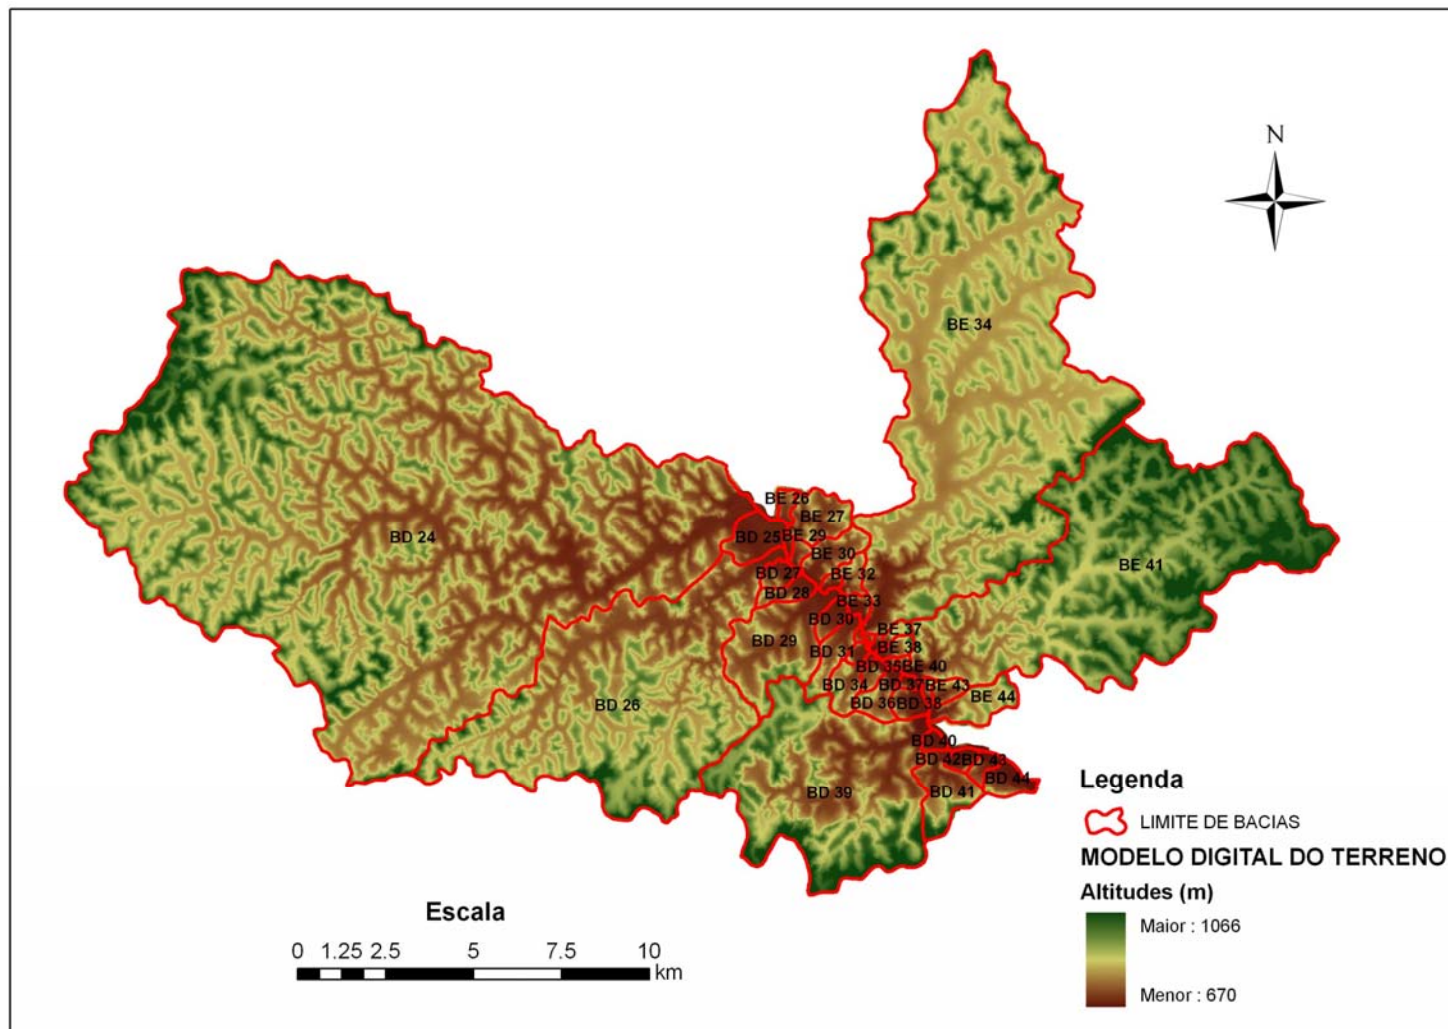 N
BE 34
BE 26
BE 27
BD 25
BE 29
BD 24
BE 30
BE 41
BD 27
BE 32
BD 28
BE 33
BD 30
BE 37
BD 29
BE 38
BD 31
BD 35
BE 40
BD 34
BD 37
BE 43
BE 44
BD 26
BD 36
BD 38
BD 40
BD 42
BD 43
BD 44
BD 39
BD 41
Legenda
LIMITE DE BACIAS
MODELO DIGITAL DO TERRENO
Altitudes (m)
Maior : 1066
Menor : 670
Escala
0 1.25 2.5 5 7.5 10
km